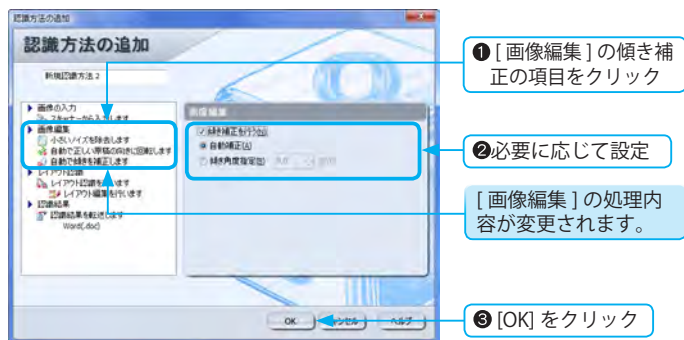 認識方法の追加
認識方法の追加
新規認識方法 2
画像の入力
スキャナーから入力します
画像編集
小さいノイズを除去します
自動で正しい原稿の向きに回転します
自動で傾きを補正します
レイアウト認識
レイアウト認識を行います
レイアウト編集を行います
認識結果
認識結果を転送します
Word(.doc)
画像編集
傾き補正を行う(N)
自動補正(A)
傾き角度指定(S)
0.0
OK
キャンセル
ヘルプ
❶ [ 画像編集 ] の傾き補
正の項目をクリック
❷必要に応じて設定
[ 画像編集 ] の処理内
容が変更されます。
❸ [OK] をクリック